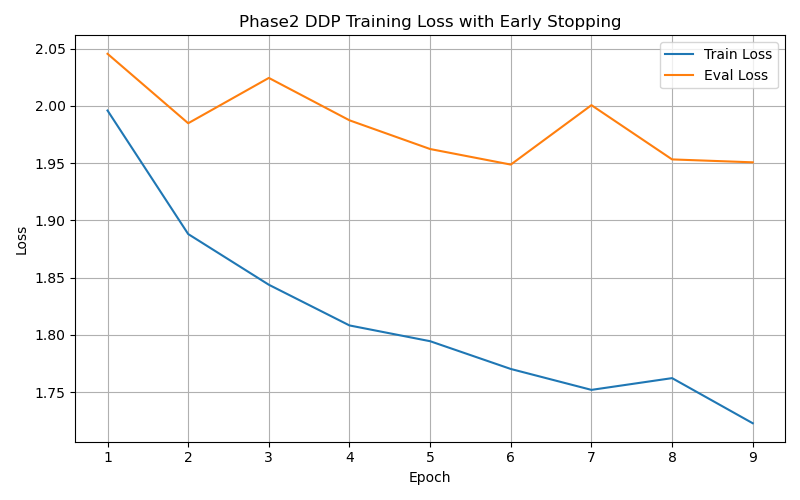 Phase2 DDP Training Loss with Early Stopping
Train Loss
Eval Loss
2.05
2.00
1.95
1.90
1.85
1.80
1.75
Loss
1 2 3 4 5 6 7 8 9
Epoch